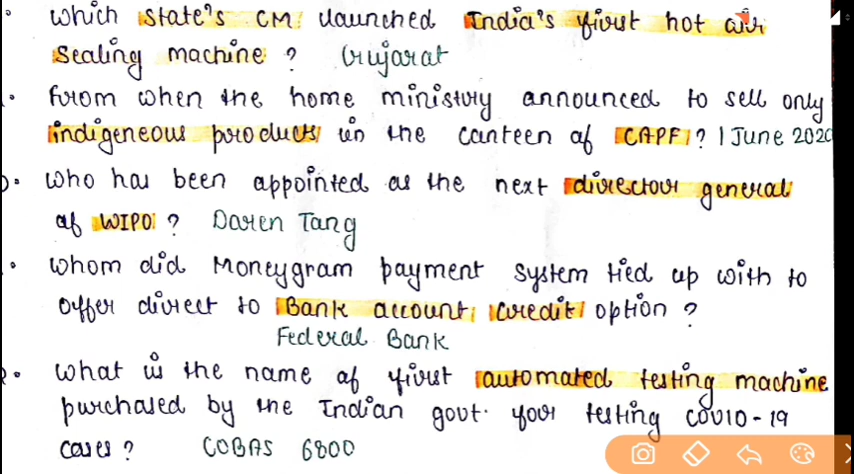 which state's CM launched India's first hot air
Sealing machine ? Gujarat
from when the home ministry announced to sell only
indigeneous products in the canteen of CAPF ? 1 June 2020
who has been appointed as the next director general
of WIPO ? Daren Tang
whom did Moneygram payment system tied up with to
offer direct to Bank account credit option ?
Federal Bank
what is the name of first automated testing machine
purchased by the Indian govt. for testing COVID-19
cases ? COBAS 6800